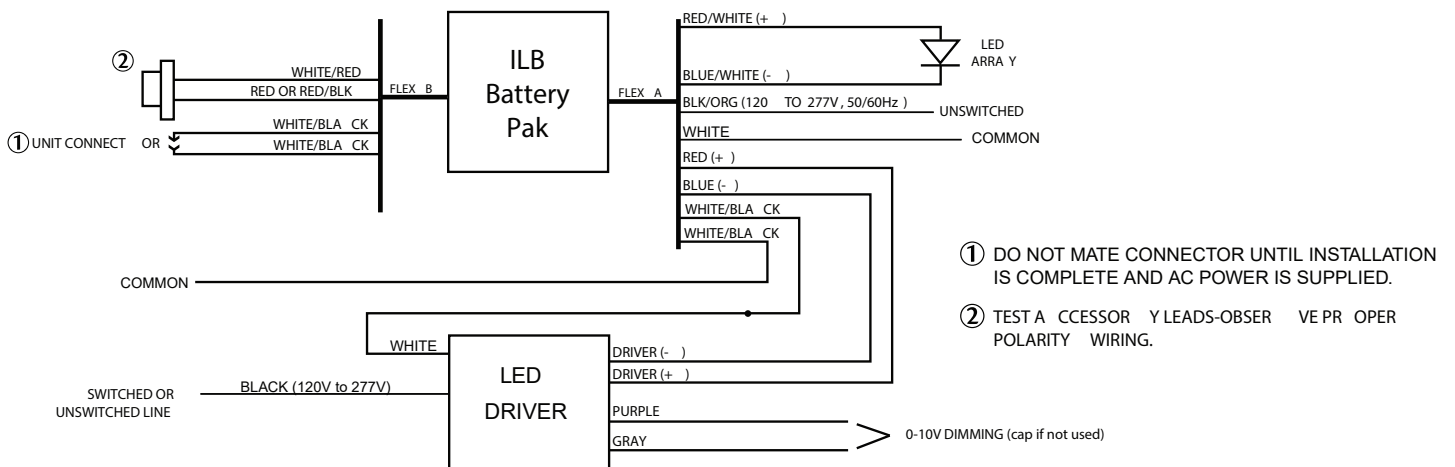 ②
WHITE/RED
RED OR RED/BLK
WHITE/BLA CK
① UNIT CONNECT OR
WHITE/BLA CK
FLEX B
ILB
Battery
Pak
FLEX A
RED/WHITE (+ )
LED
ARRA Y
BLUE/WHITE (- )
BLK/ORG (120 TO 277V, 50/60Hz )
UNSWITCHED
WHITE
COMMON
RED (+ )
BLUE (- )
WHITE/BLA CK
WHITE/BLA CK
COMMON
WHITE
LED
DRIVER
DRIVER (- )
DRIVER (+ )
BLACK (120V to 277V)
SWITCHED OR
UNSWITCHED LINE
PURPLE
GRAY
0-10V DIMMING (cap if not used)
① DO NOT MATE CONNECTOR UNTIL INSTALLATION
IS COMPLETE AND AC POWER IS SUPPLIED.
② TEST A CCESSOR Y LEADS-OBSER VE PR OPER
POLARITY WIRING.